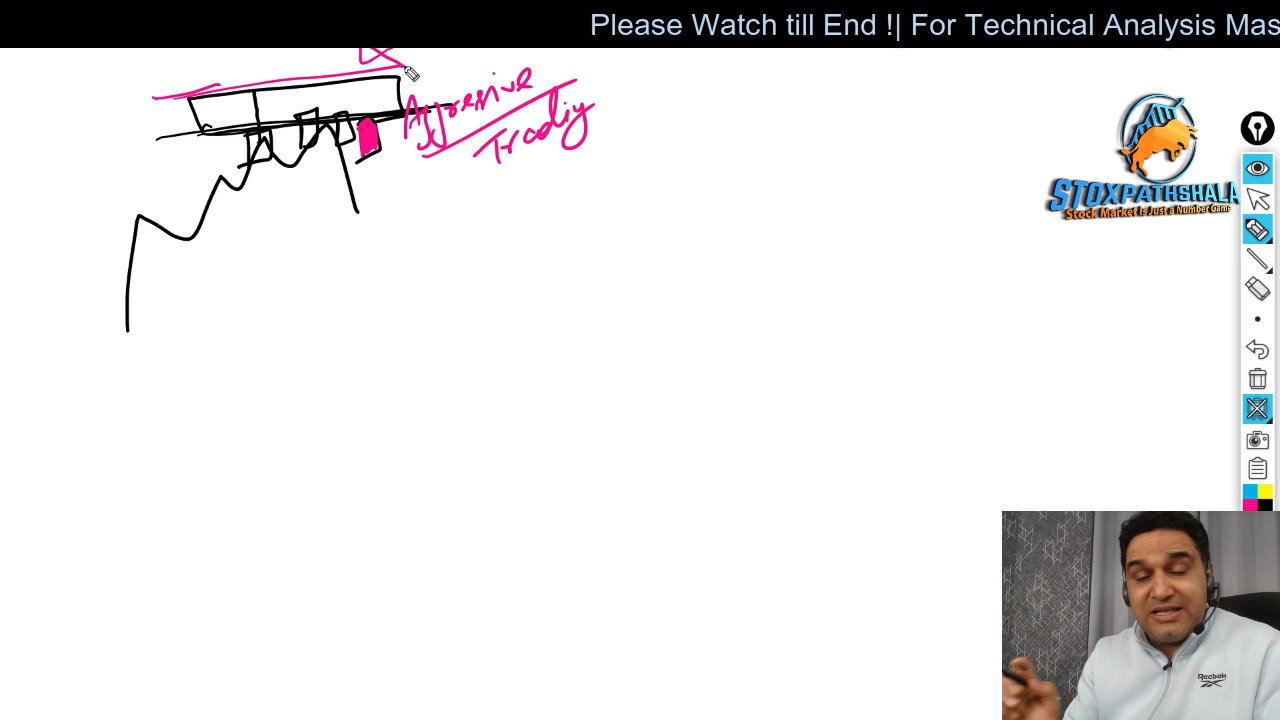 Please Watch till End !| For Technical Analysis Mas
Aggressive
Trading
STOXPATHSHALA
Stock Market is Just a Number Game
Reebok